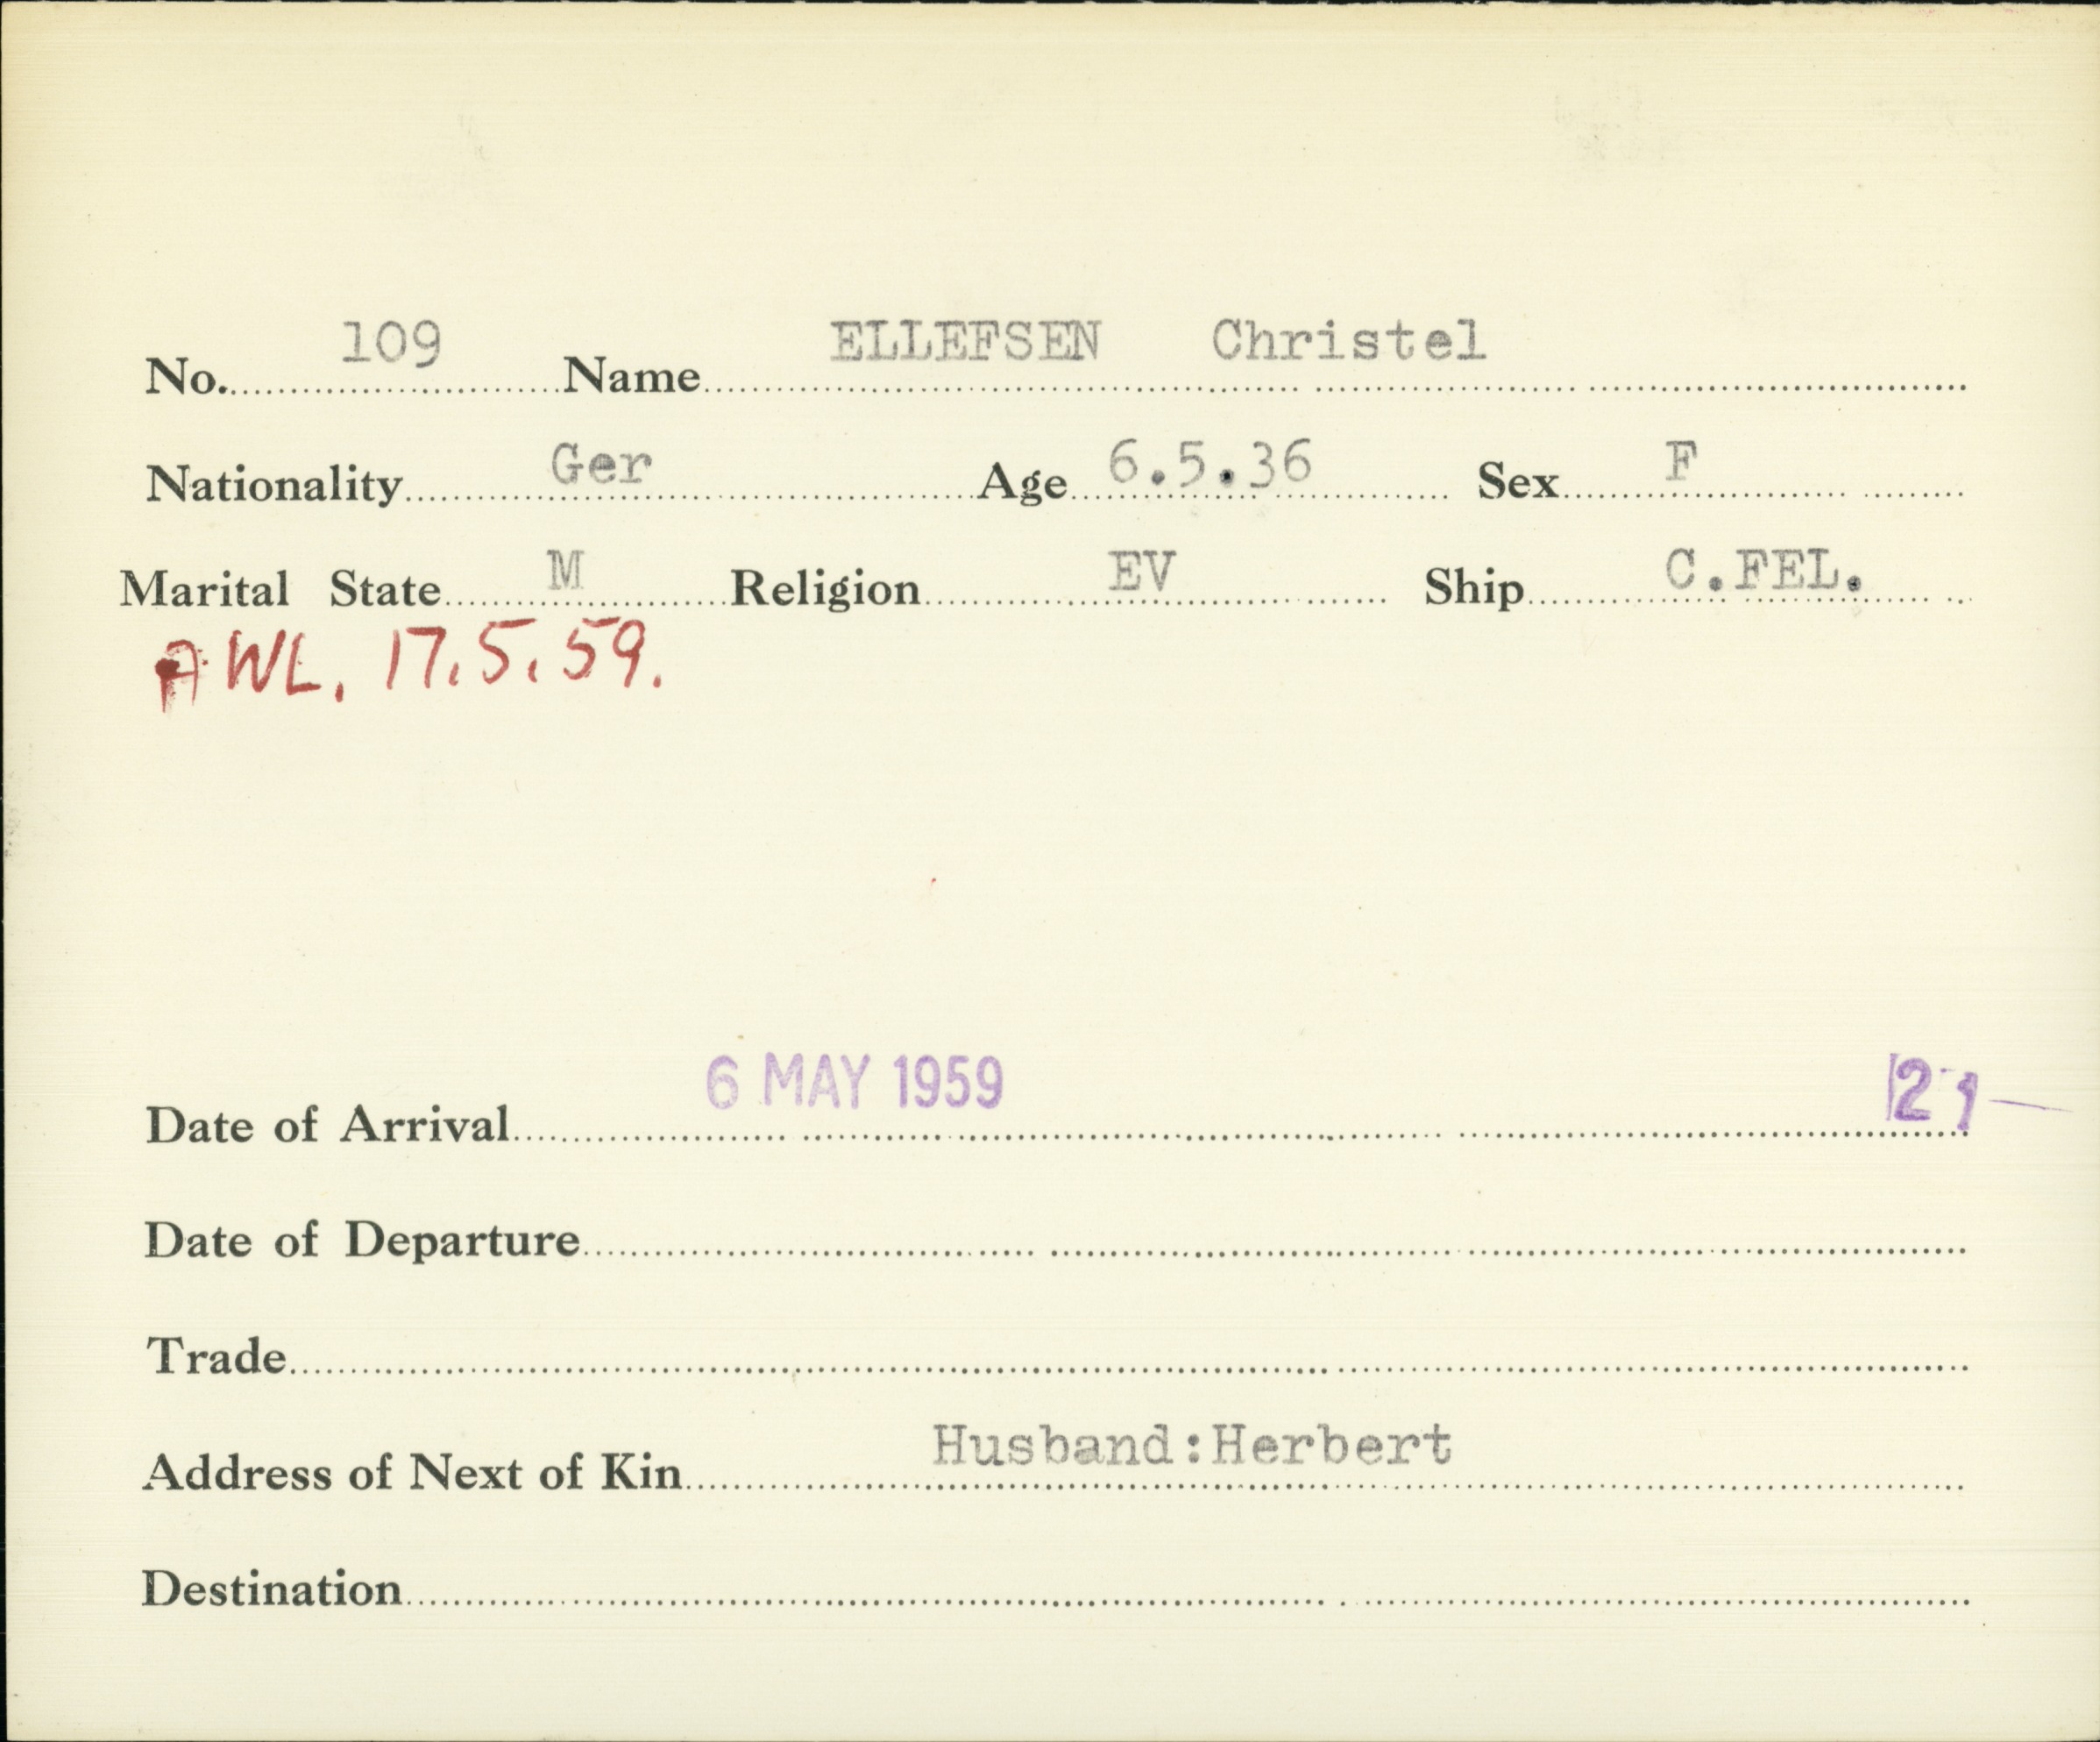 No. 109 Name ELLEFSEN Christel
Nationality Ger Age 6.5.36 Sex F
Marital State M Religion EV Ship C.FEL.
AWL. 17.5.59.
Date of Arrival 6 MAY 1959 21
Date of Departure
Trade
Address of Next of Kin Husband:Herbert
Destination